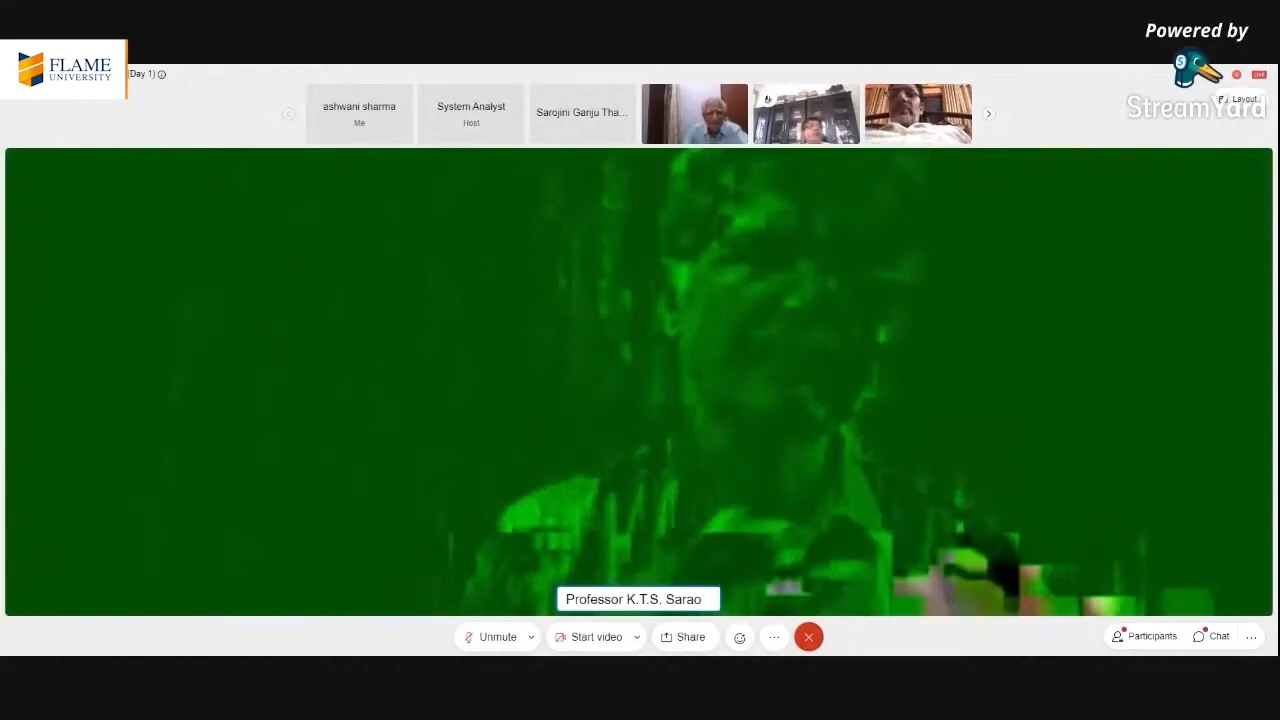 Powered by
FLAME
UNIVERSITY
(Day 1)
LIVE
StreamYard
Layout
ashwani sharma
Me
System Analyst
Host
Sarojini Ganju Tha...
Professor K.T.S. Sarao
Unmute
Start video
Share
Participants
Chat